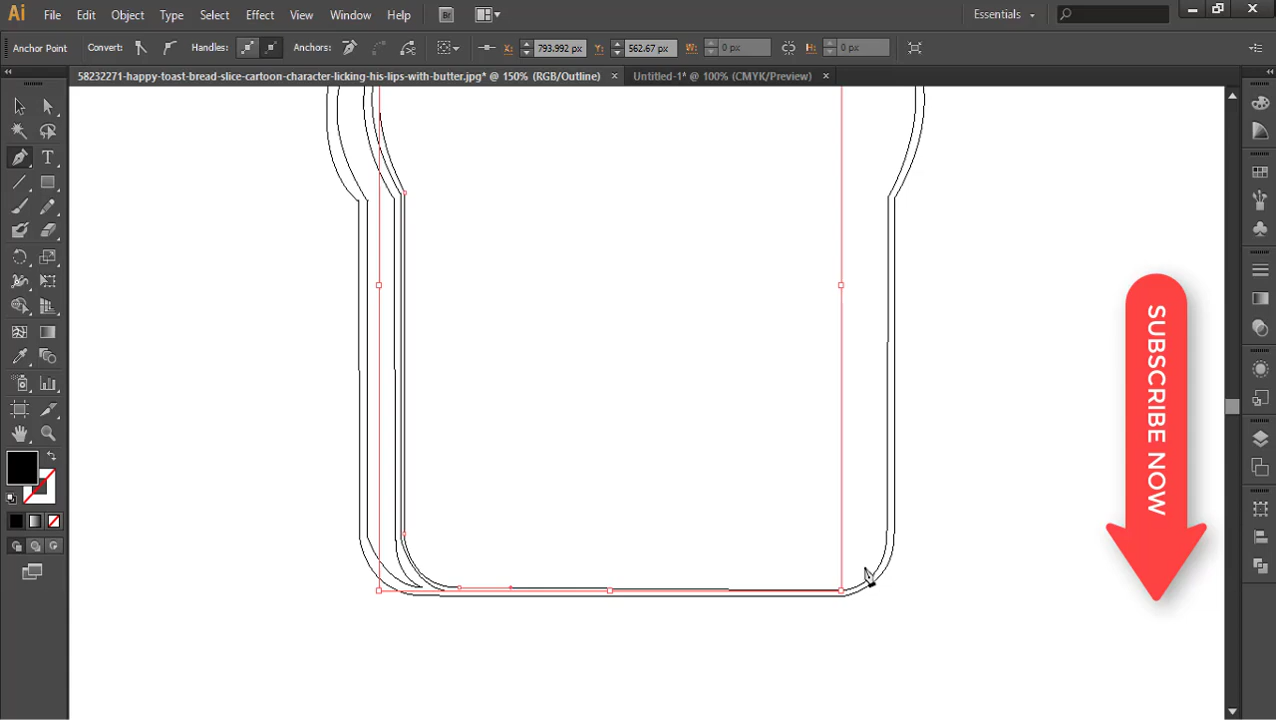 Ai File Edit Object Type Select Effect View Window Help Br Essentials
Anchor Point Convert: Handles: Anchors: X: 793.992 px Y: 562.67 px W: 0 px H: 0 px
58232271-happy-toast-bread-slice-cartoon-character-licking-his-lips-with-butter.jpg* @ 150% (RGB/Outline) Untitled-1* @ 100% (CMYK/Preview)
SUBSCRIBE NOW